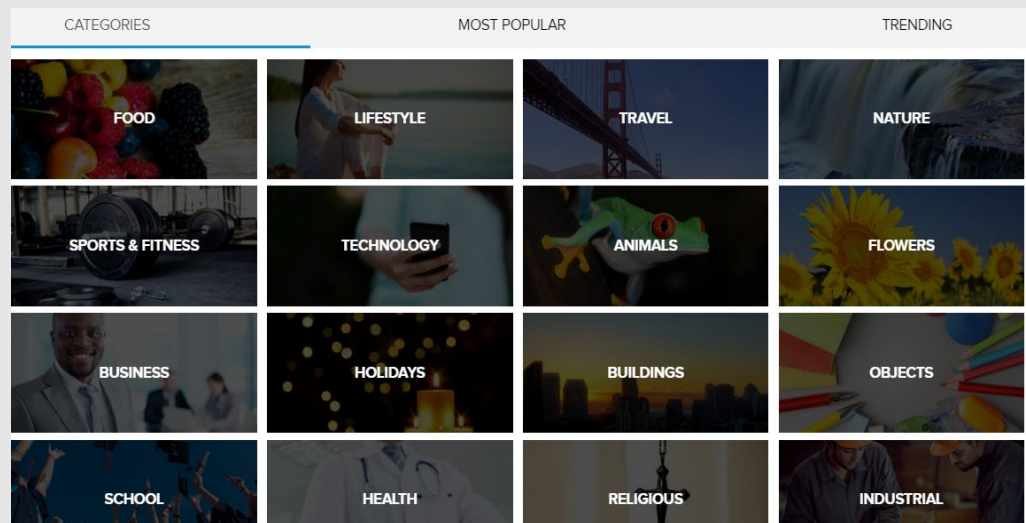 CATEGORIES
MOST POPULAR
TRENDING
FOOD
LIFESTYLE
TRAVEL
NATURE
SPORTS & FITNESS
TECHNOLOGY
ANIMALS
FLOWERS
BUSINESS
HOLIDAYS
BUILDINGS
OBJECTS
SCHOOL
HEALTH
RELIGIOUS
INDUSTRIAL